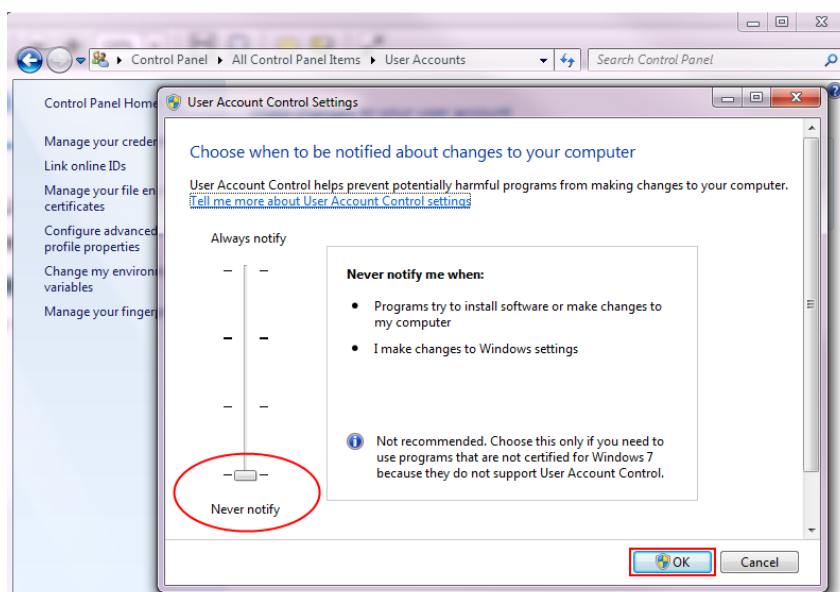 Control Panel ▸ All Control Panel Items ▸ User Accounts
Search Control Panel
Control Panel Home
Manage your creder
Link online IDs
Manage your file en
certificates
Configure advanced
profile properties
Change my environ
variables
Manage your finger
User Account Control Settings
Choose when to be notified about changes to your computer
User Account Control helps prevent potentially harmful programs from making changes to your computer.
Tell me more about User Account Control settings
Always notify
Never notify me when:
• Programs try to install software or make changes to
my computer
• I make changes to Windows settings
Not recommended. Choose this only if you need to
use programs that are not certified for Windows 7
because they do not support User Account Control.
Never notify
OK
Cancel